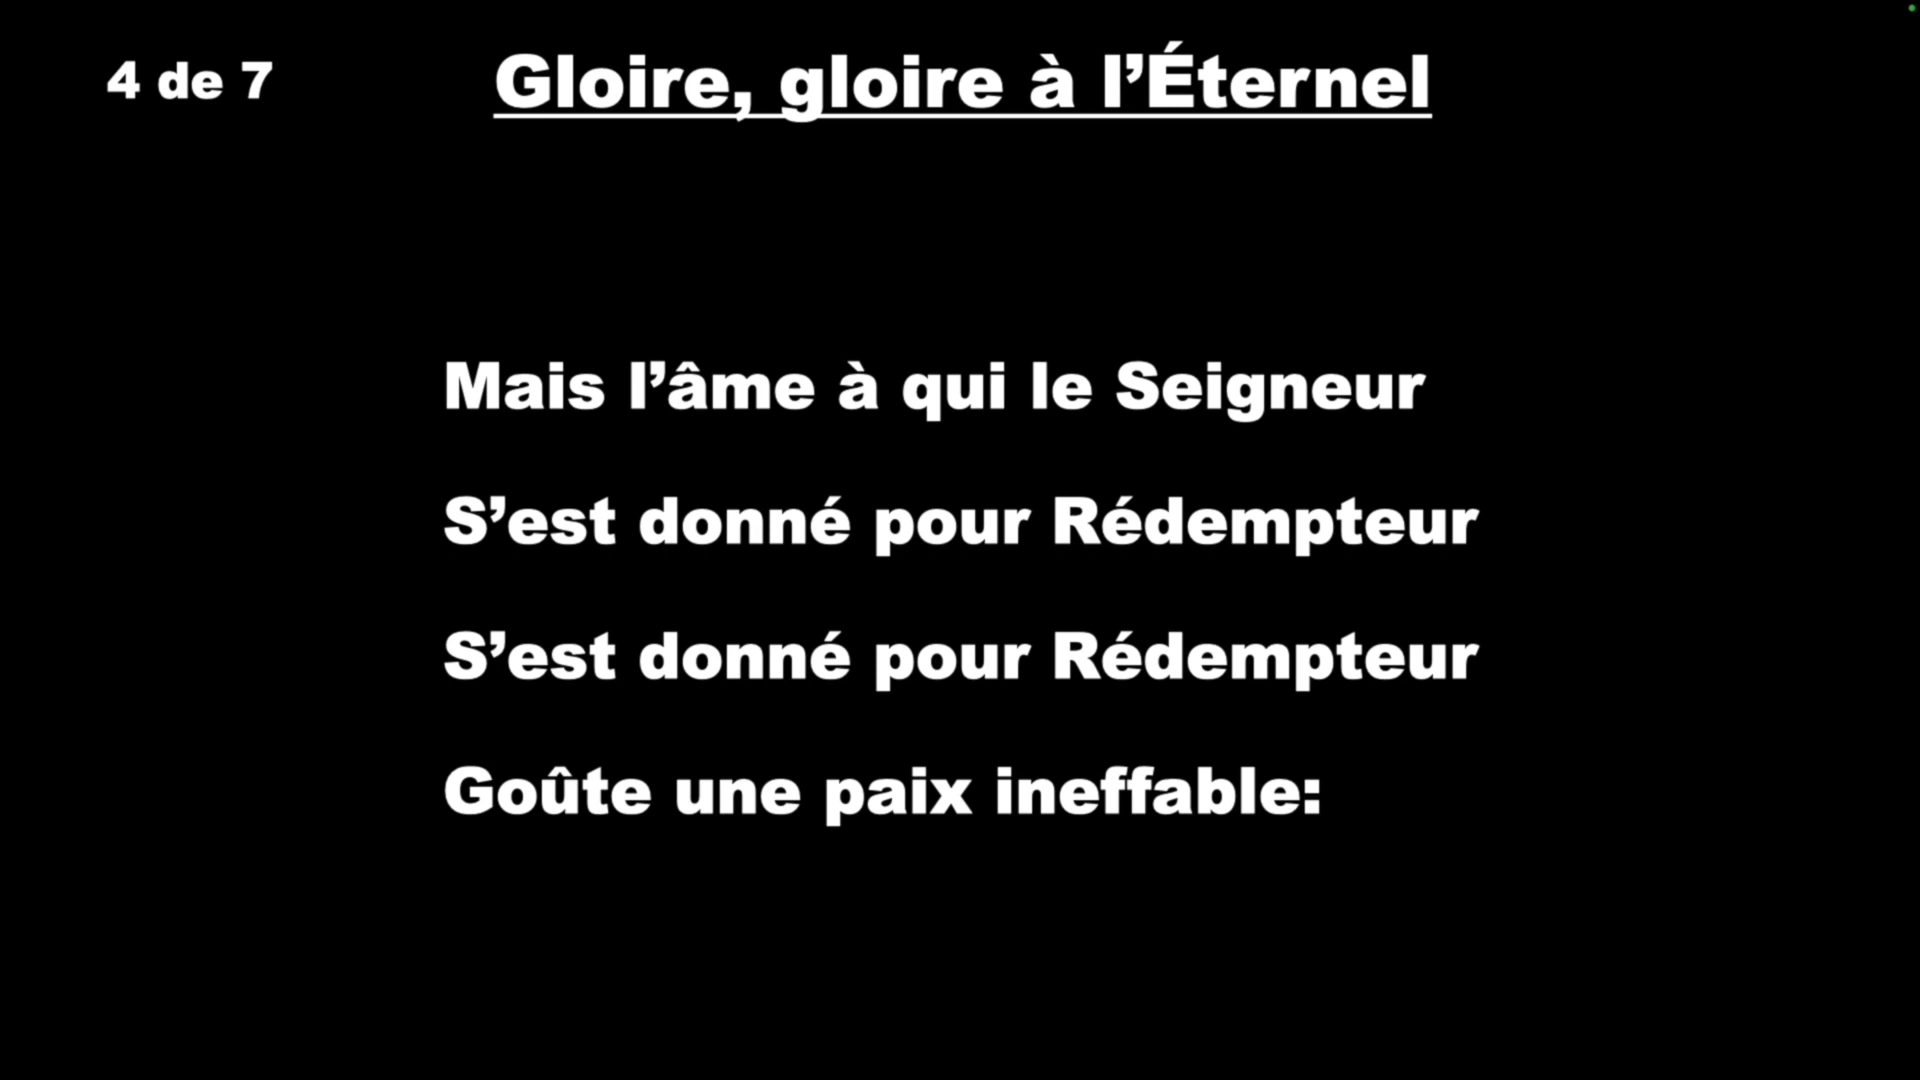 4 de 7
Gloire, gloire à l’Éternel
Mais l’âme à qui le Seigneur
S’est donné pour Rédempteur
S’est donné pour Rédempteur
Goûte une paix ineffable: